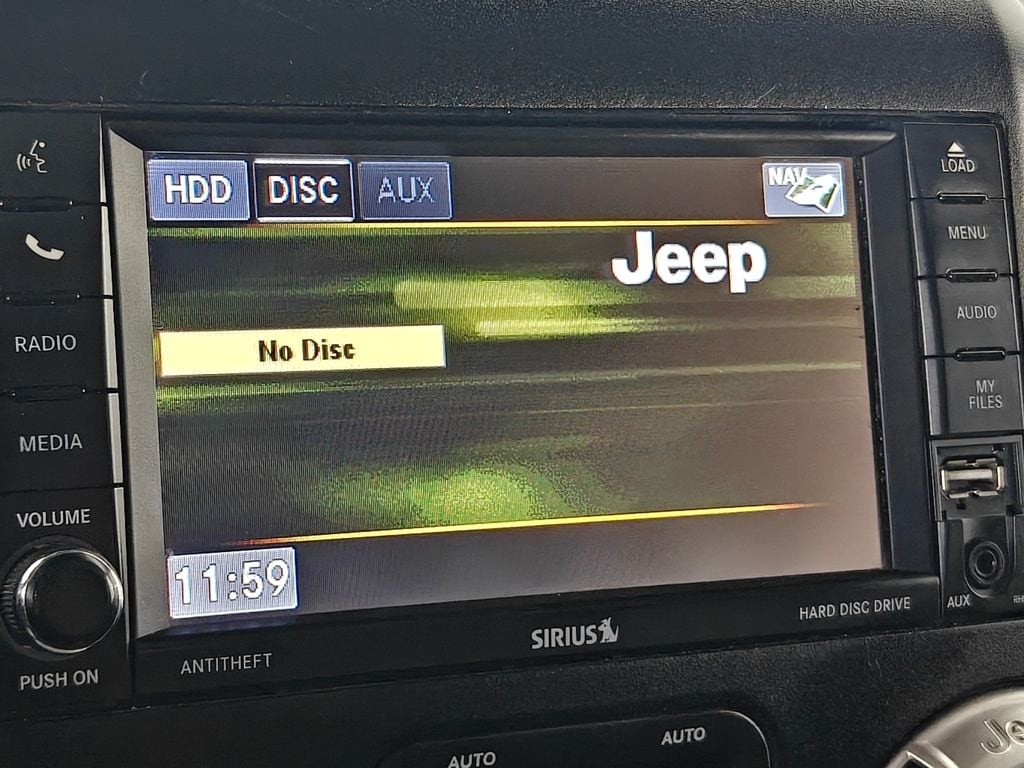 HDD DISC AUX NAV
LOAD
Jeep
MENU
RADIO
No Disc
AUDIO
MY
FILES
MEDIA
VOLUME
11:59
AUX
HARD DISC DRIVE
SIRIUS
ANTITHEFT
PUSH ON
AUTO
AUTO